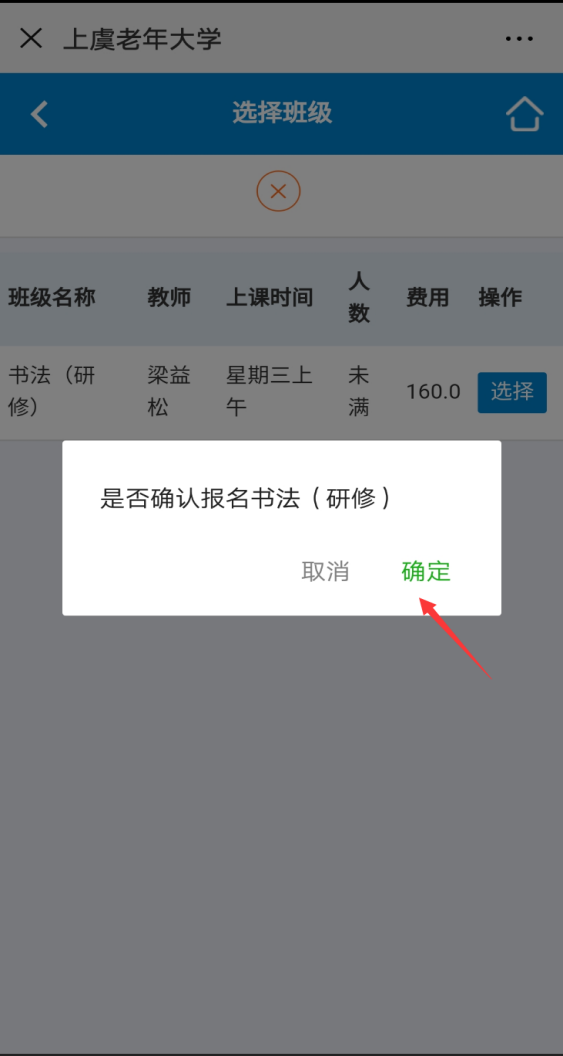 上虞老年大学
选择班级
班级名称 教师 上课时间 人数 费用 操作
书法（研修） 梁益松 星期三上午 未满 160.0 选择
是否确认报名书法（研修）
取消 确定